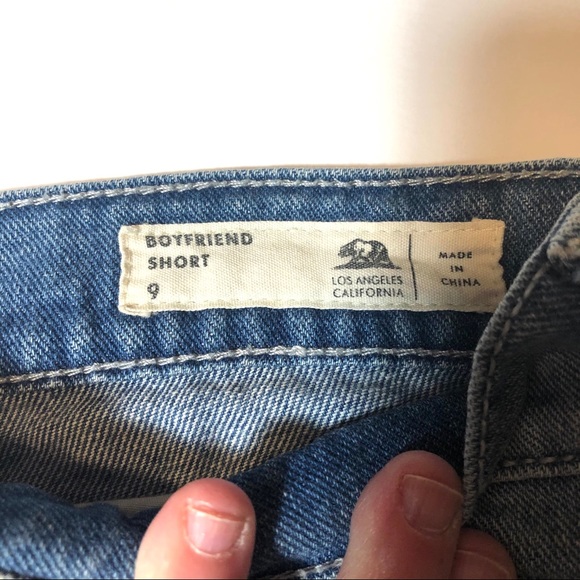 BOYFRIEND
SHORT
9
LOS ANGELES
CALIFORNIA
MADE
IN
CHINA